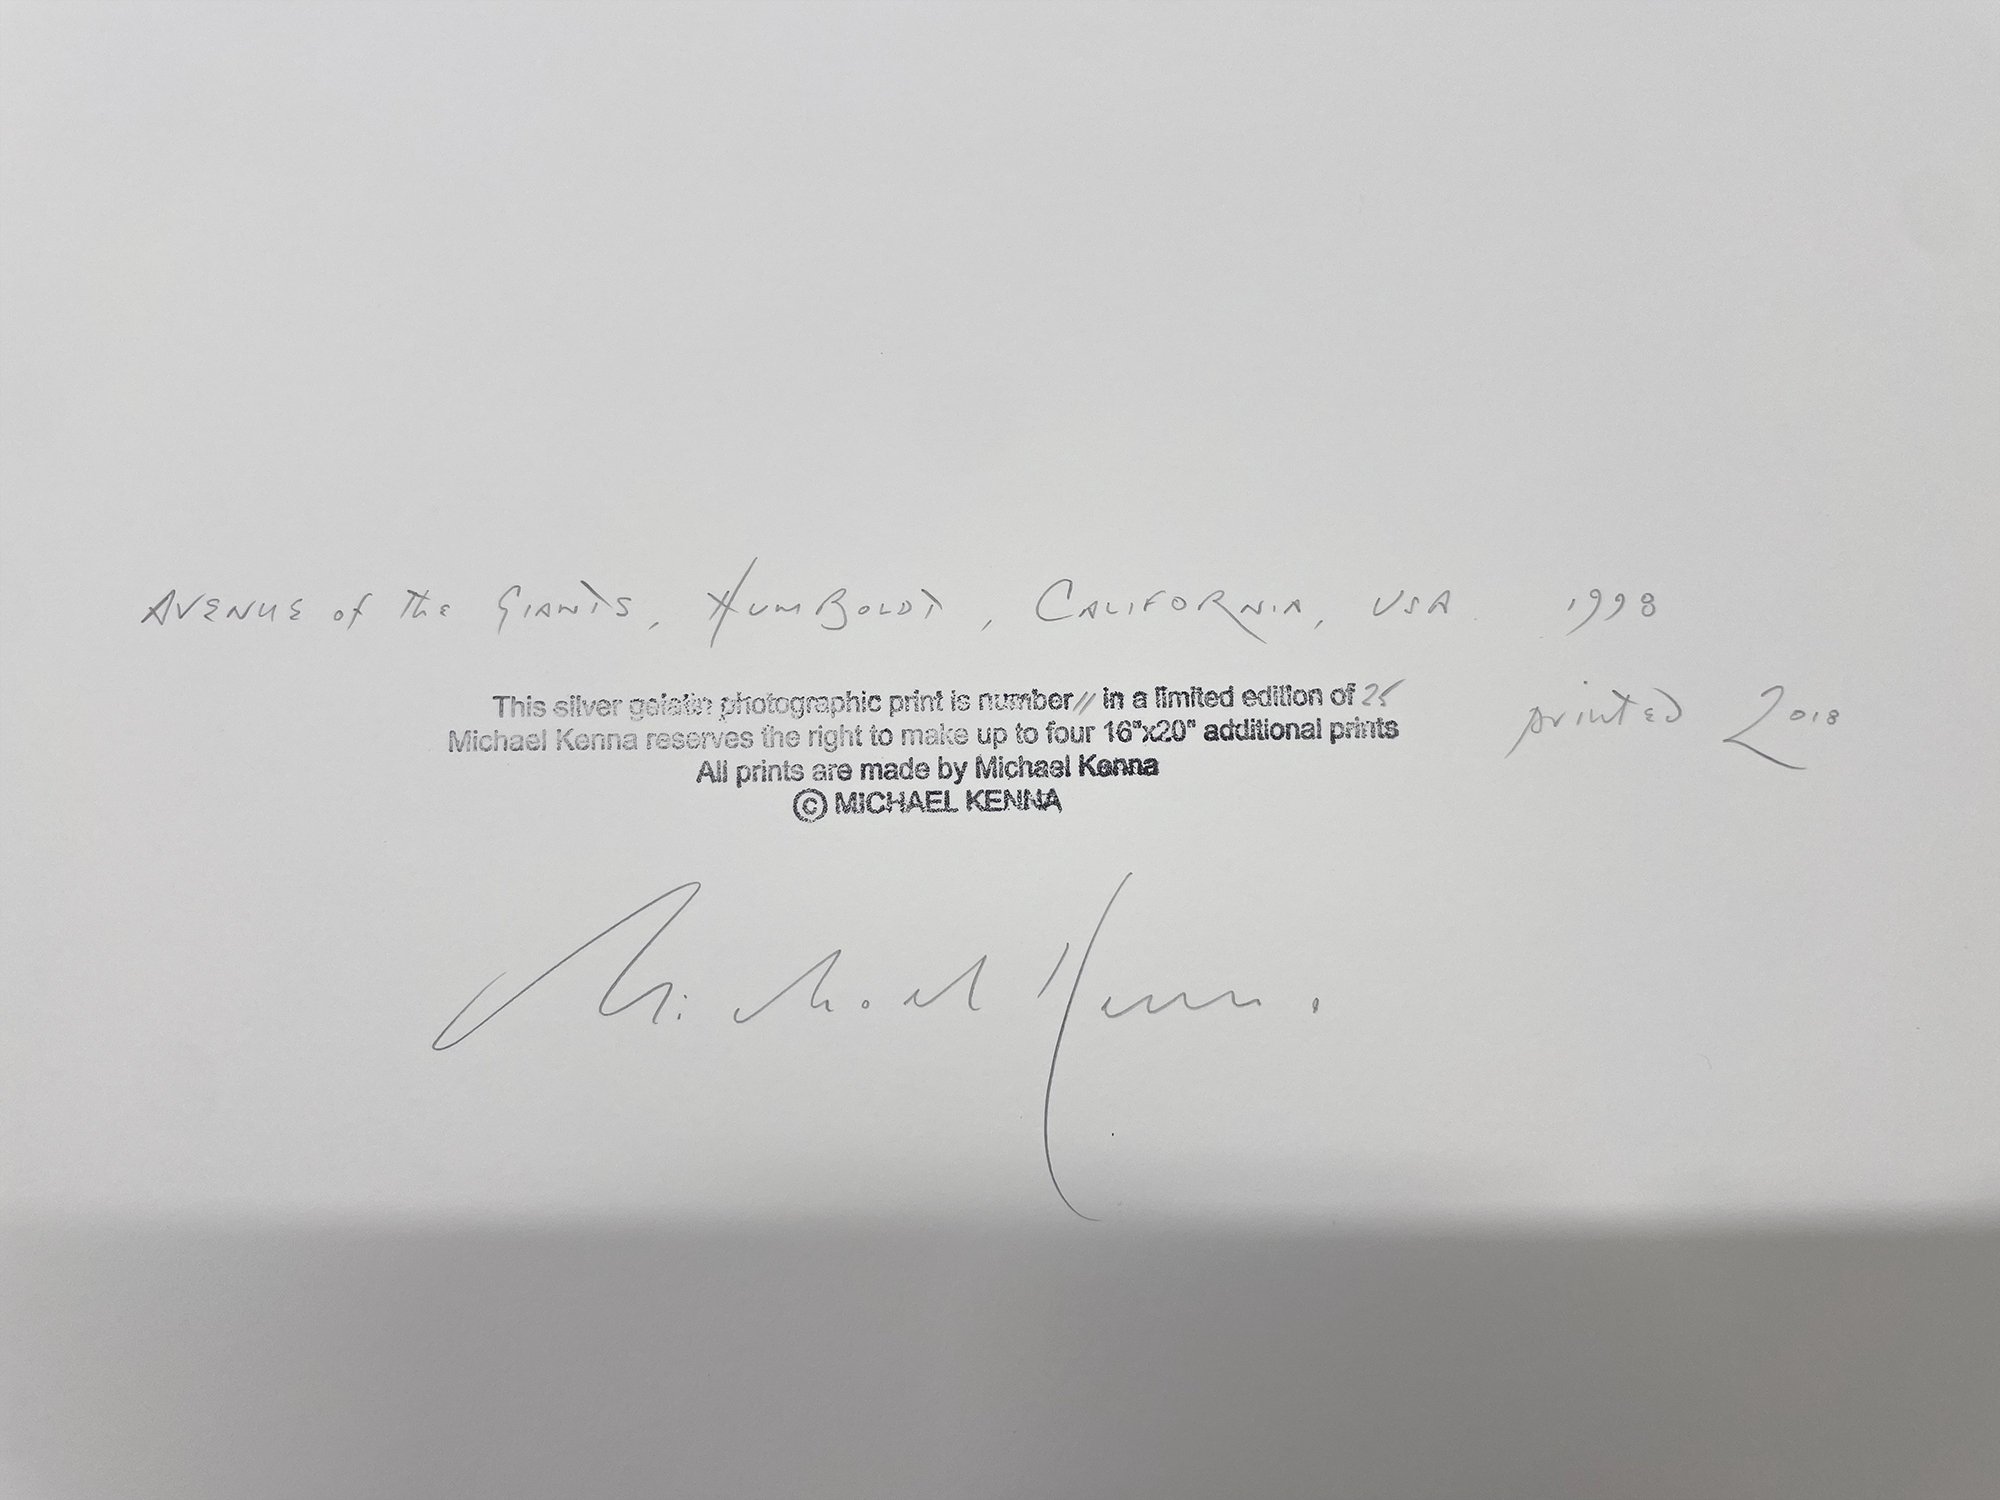 Avenue of the Giants, Humboldt, California, USA 1998
This silver gelatin photographic print is number 11 in a limited edition of 25
printed 2018
Michael Kenna reserves the right to make up to four 16"x20" additional prints
All prints are made by Michael Kenna
© MICHAEL KENNA
Michael Kenna.